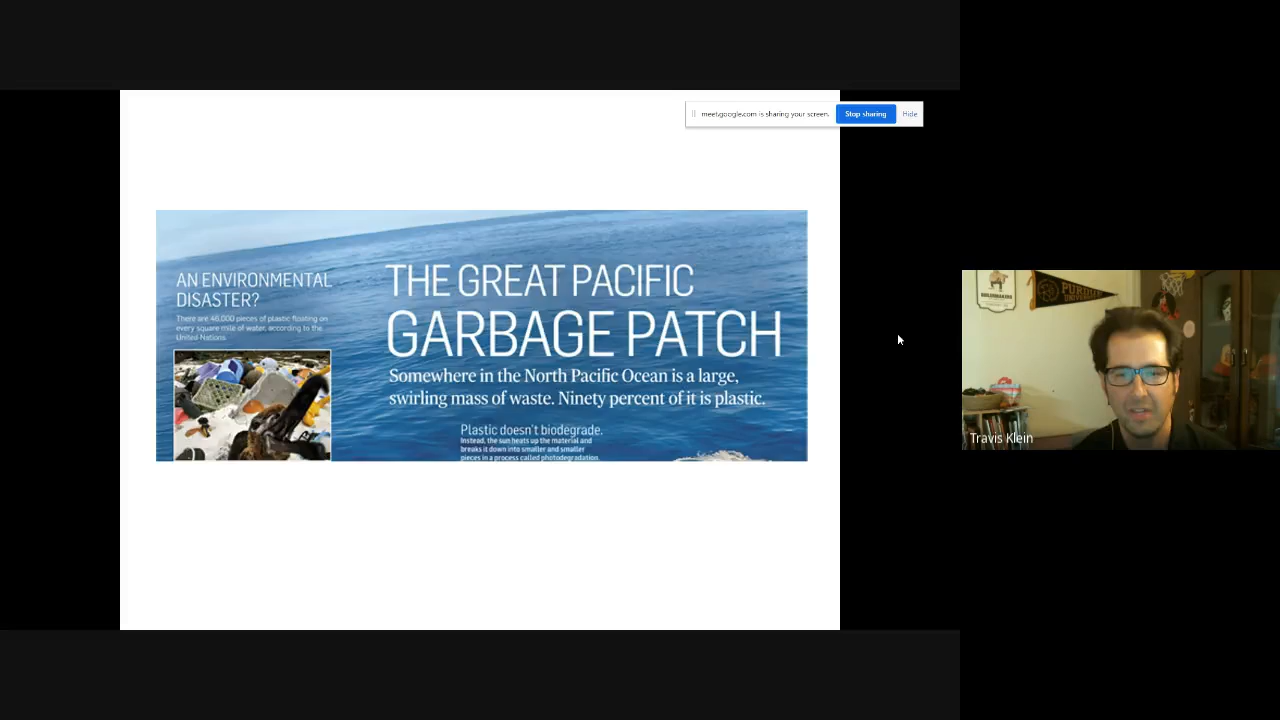 meet.google.com is sharing your screen.
Stop sharing
Hide
AN ENVIRONMENTAL
DISASTER?
There are 46,000 pieces of plastic floating on
every square mile of water, according to the
United Nations.
THE GREAT PACIFIC
GARBAGE PATCH
Somewhere in the North Pacific Ocean is a large,
swirling mass of waste. Ninety percent of it is plastic.
Plastic doesn't biodegrade.
Instead, the sun heats up the material and
breaks it down into smaller and smaller
pieces in a process called photodegradation.
PURDUE
UNIVERSITY
Travis Klein